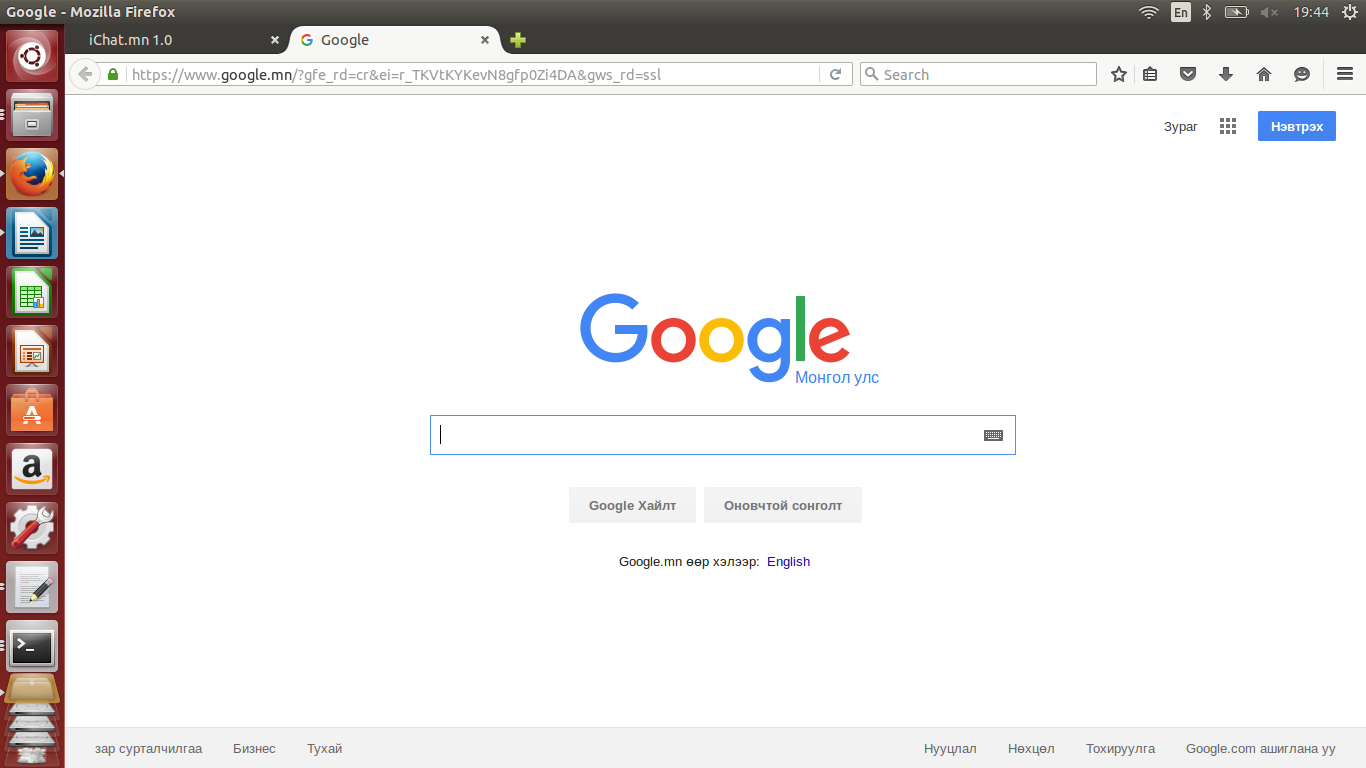 Google - Mozilla Firefox
En
19:44
iChat.mn 1.0
Google
https://www.google.mn/?gfe_rd=cr&ei=r_TKVtKYKevN8gfp0Zi4DA&gws_rd=ssl
Search
Зураг
Нэвтрэх
Google
Монгол улс
Google Хайлт
Оновчтой сонголт
Google.mn өөр хэлээр: English
зар сурталчилгаа
Бизнес
Тухай
Нууцлал
Нөхцөл
Тохируулга
Google.com ашиглана уу